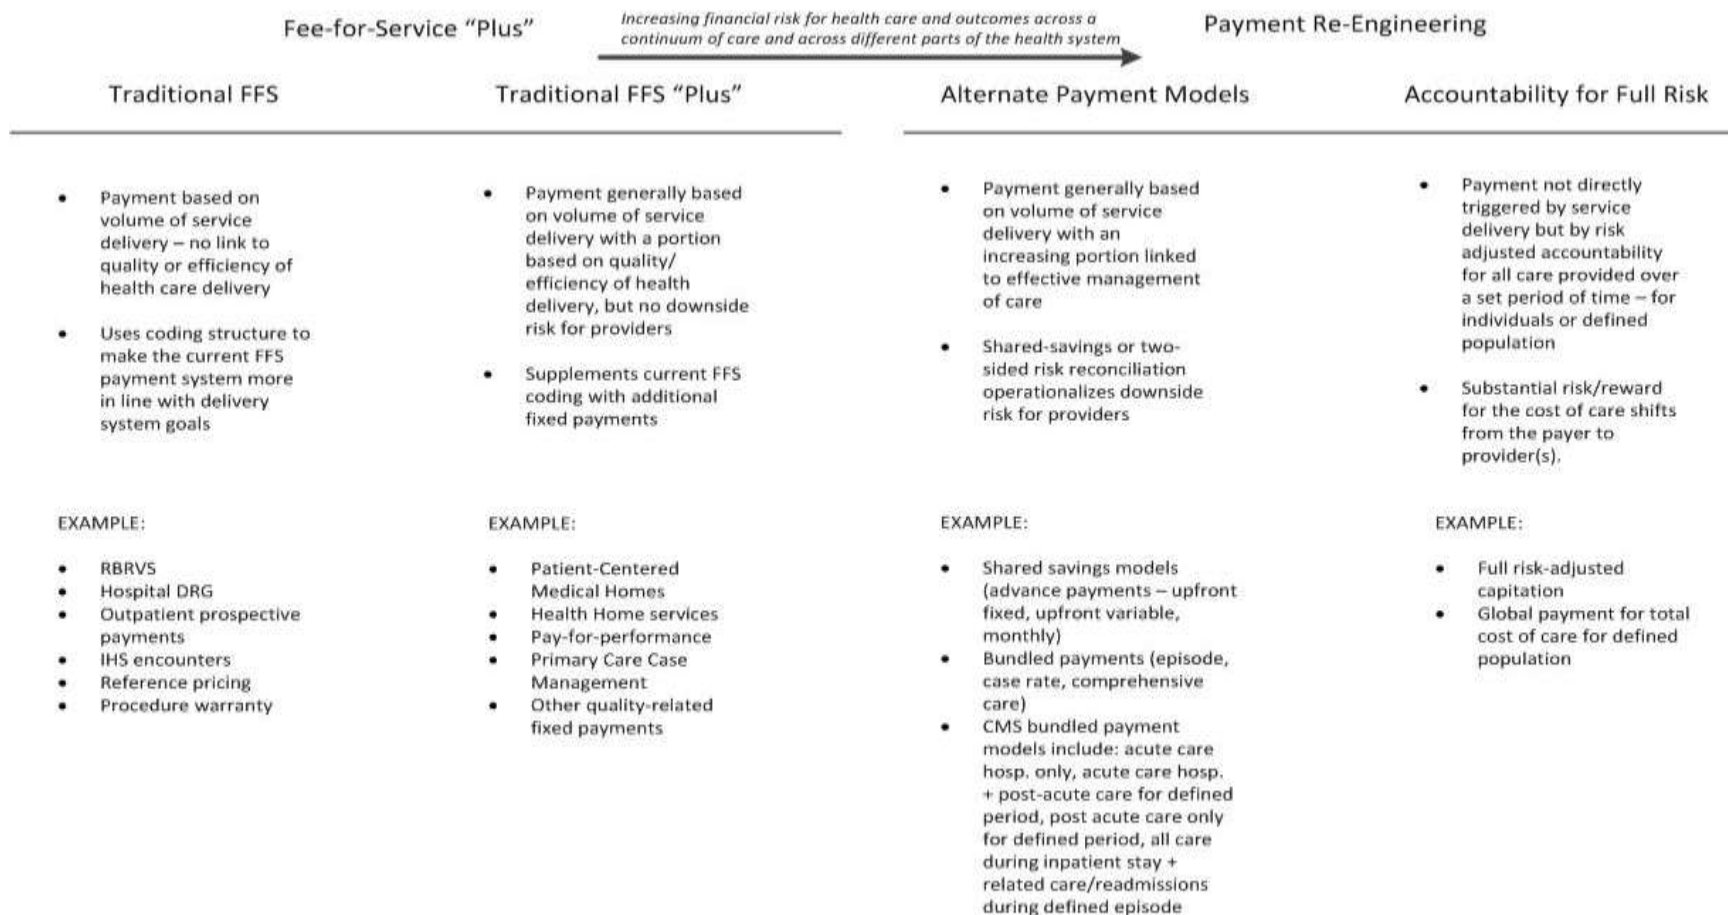 Fee-for-Service “Plus”
Increasing financial risk for health care and outcomes across a
continuum of care and across different parts of the health system
Payment Re-Engineering
Traditional FFS
Traditional FFS “Plus”
Alternate Payment Models
Accountability for Full Risk
• Payment based on
volume of service
delivery – no link to
quality or efficiency of
health care delivery
• Uses coding structure to
make the current FFS
payment system more
in line with delivery
system goals
EXAMPLE:
• RBRVS
• Hospital DRG
• Outpatient prospective
payments
• IHS encounters
• Reference pricing
• Procedure warranty
• Payment generally based
on volume of service
delivery with a portion
based on quality/
efficiency of health
delivery, but no downside
risk for providers
• Supplements current FFS
coding with additional
fixed payments
EXAMPLE:
• Patient-Centered
Medical Homes
• Health Home services
• Pay-for-performance
• Primary Care Case
Management
• Other quality-related
fixed payments
• Payment generally based
on volume of service
delivery with an
increasing portion linked
to effective management
of care
• Shared-savings or two-
sided risk reconciliation
operationalizes downside
risk for providers
EXAMPLE:
• Shared savings models
(advance payments – upfront
fixed, upfront variable,
monthly)
• Bundled payments (episode,
case rate, comprehensive
care)
• CMS bundled payment
models include: acute care
hosp. only, acute care hosp.
+ post-acute care for defined
period, post acute care only
for defined period, all care
during inpatient stay +
related care/readmissions
during defined episode
• Payment not directly
triggered by service
delivery but by risk
adjusted accountability
for all care provided over
a set period of time – for
individuals or defined
population
• Substantial risk/reward
for the cost of care shifts
from the payer to
provider(s).
EXAMPLE:
• Full risk-adjusted
capitation
• Global payment for total
cost of care for defined
population